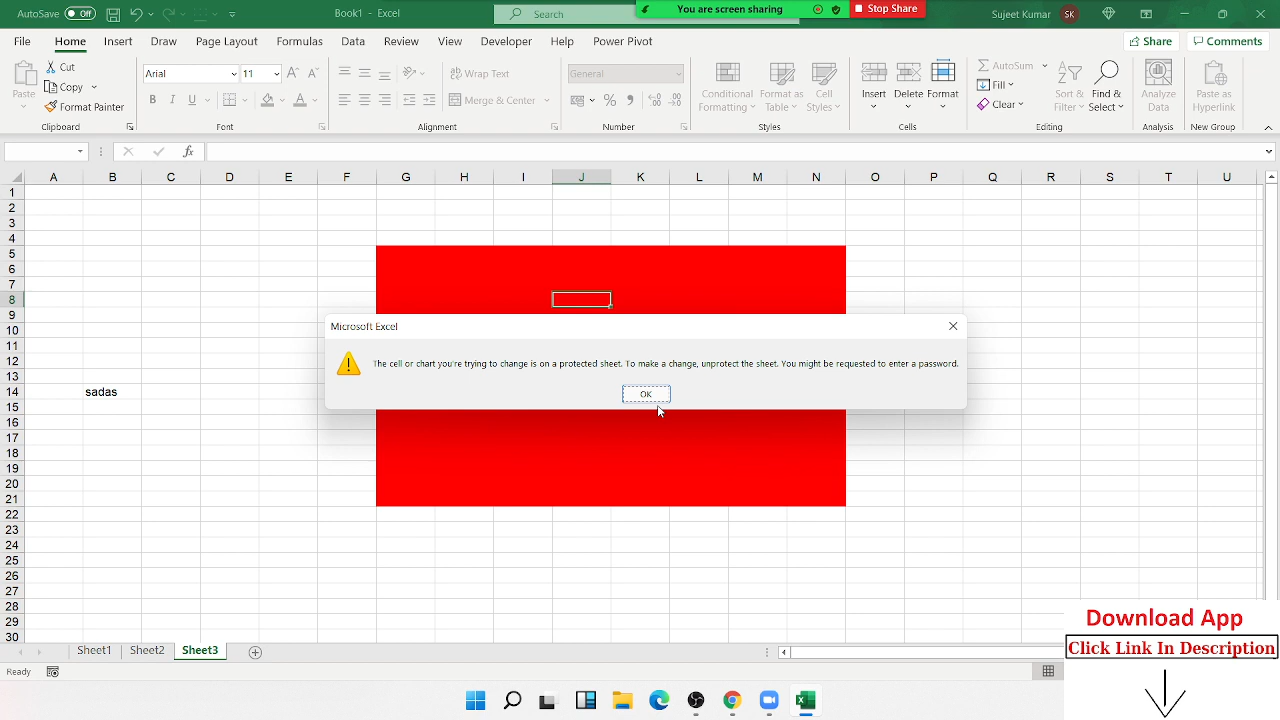 AutoSave Off Book1 - Excel Search You are screen sharing Stop Share Sujeet Kumar SK
File Home Insert Draw Page Layout Formulas Data Review View Developer Help Power Pivot Share Comments
Paste Cut Copy Format Painter
Arial 11 B I U
Wrap Text Merge & Center
General
Conditional Formatting Format as Table Cell Styles
Insert Delete Format
AutoSum Fill Clear Sort & Filter Find & Select
Analyze Data Paste as Hyperlink
Clipboard Font Alignment Number Styles Cells Editing Analysis New Group
fx
A B C D E F G H I J K L M N O P Q R S T U
1
2
3
4
5
6
7
8
9
Microsoft Excel
10
11
12
The cell or chart you're trying to change is on a protected sheet. To make a change, unprotect the sheet. You might be requested to enter a password.
13
14 sadas OK
15
16
17
18
19
20
21
22
23
24
25
26
27
28
29
30
Download App
Click Link In Description
Sheet1 Sheet2 Sheet3
Ready